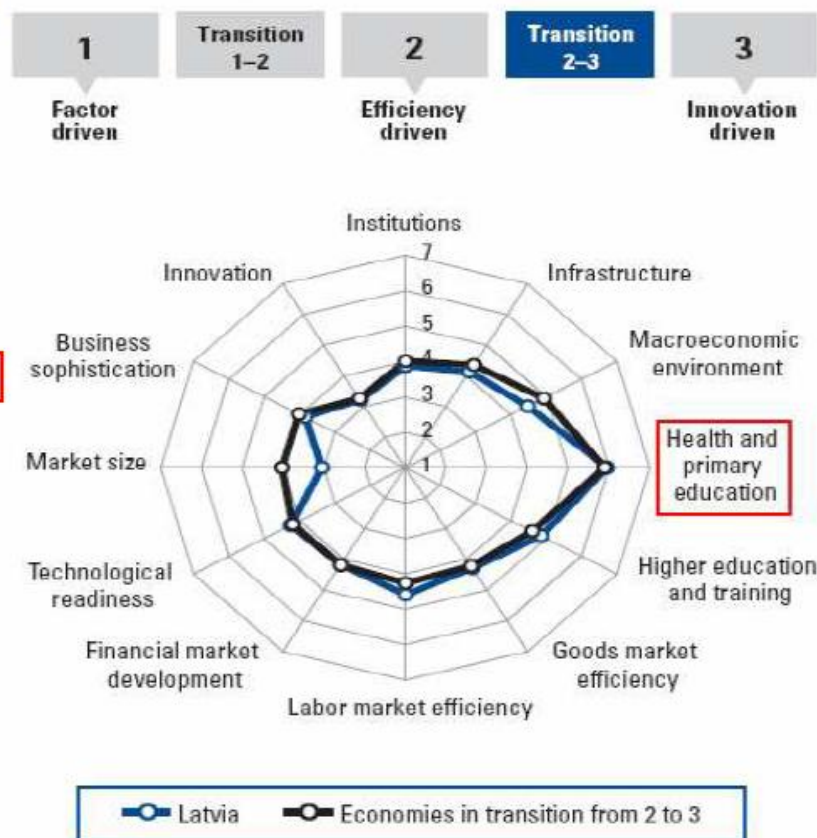 1
Transition
1–2
2
Transition
2–3
3
Factor
driven
Efficiency
driven
Innovation
driven
Institutions
7
Innovation
Infrastructure
6
5
Business
sophistication
Macroeconomic
environment
4
3
2
Market size
1
Health and
primary
education
Technological
readiness
Higher education
and training
Financial market
development
Goods market
efficiency
Labor market efficiency
Latvia
Economies in transition from 2 to 3